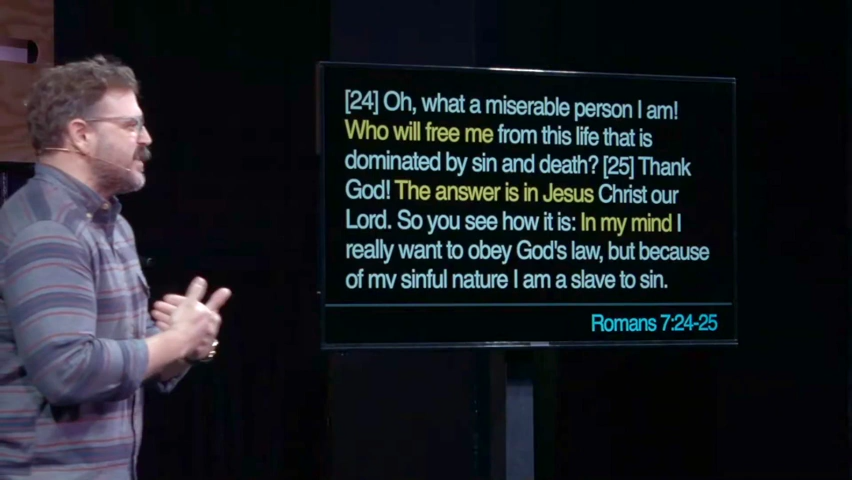 [24] Oh, what a miserable person I am!
Who will free me from this life that is
dominated by sin and death? [25] Thank
God! The answer is in Jesus Christ our
Lord. So you see how it is: In my mind I
really want to obey God's law, but because
of my sinful nature I am a slave to sin.
Romans 7:24-25